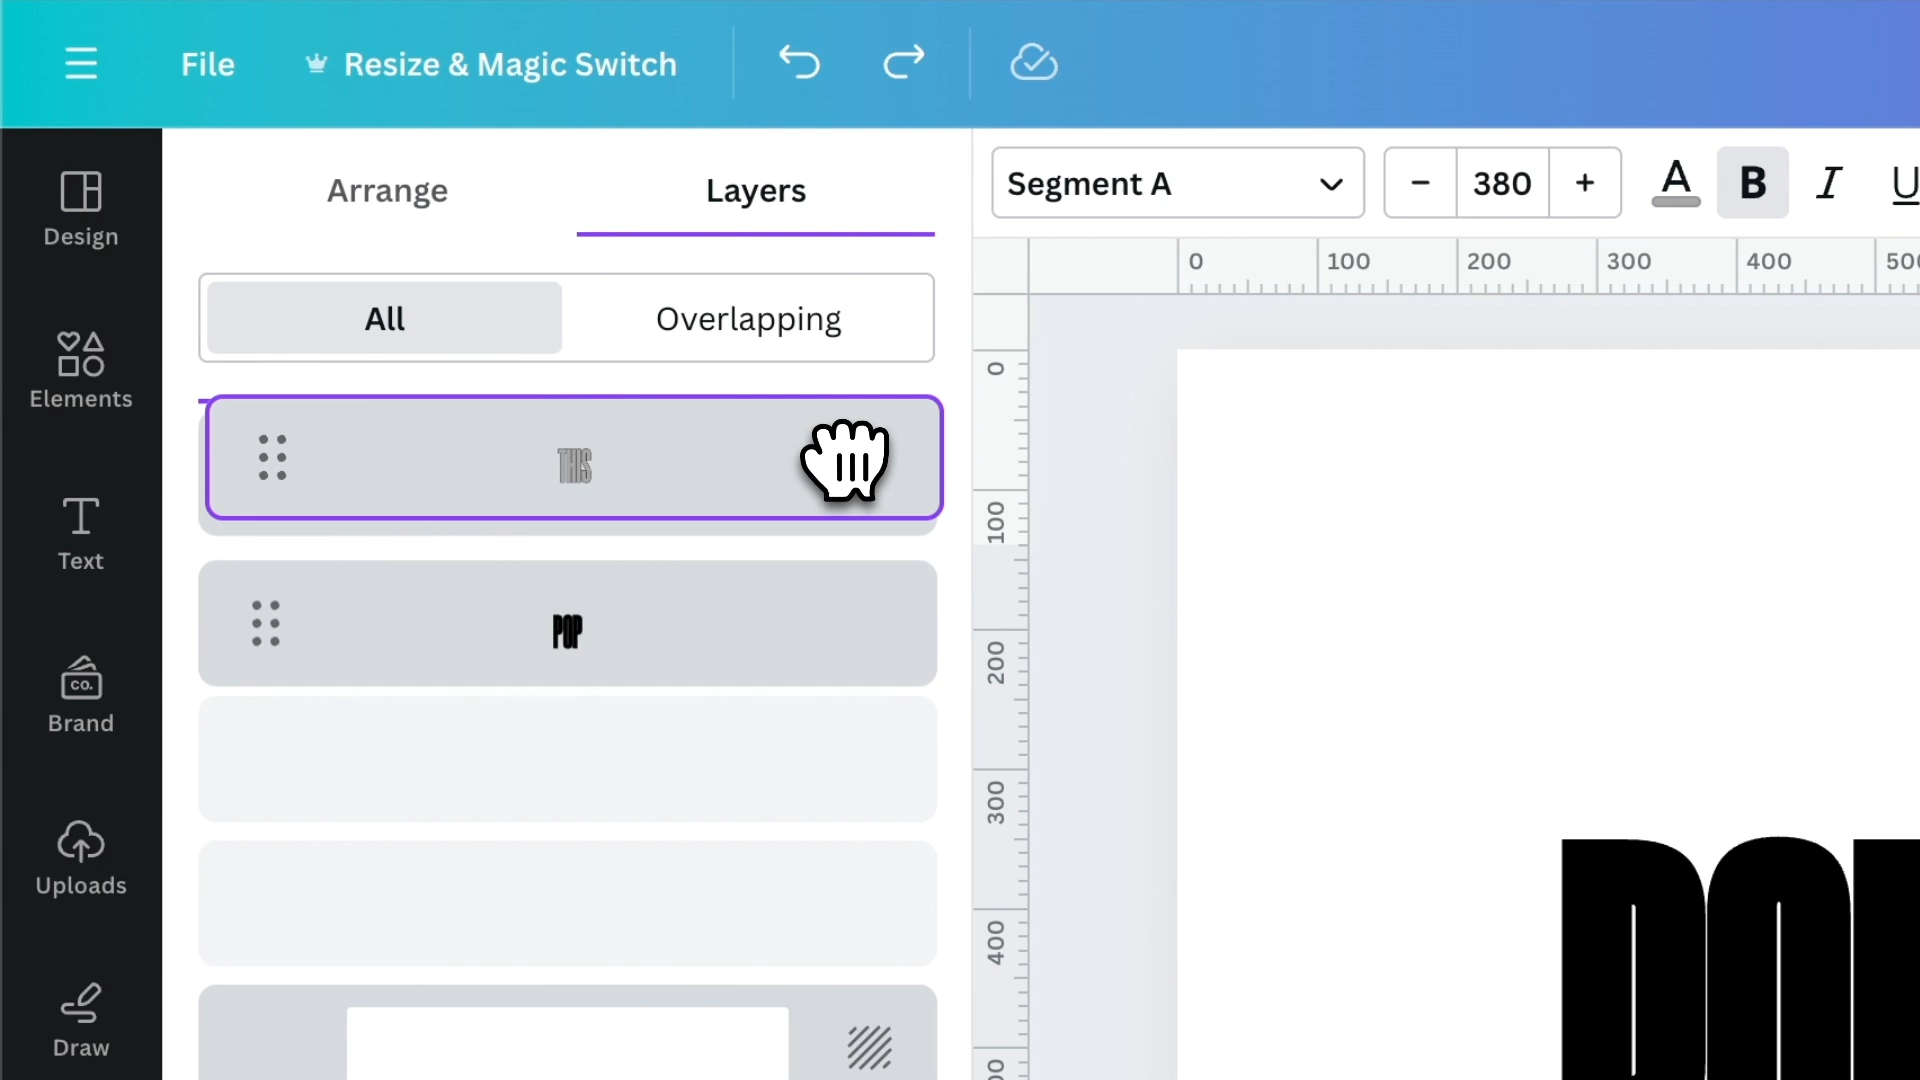 File
Resize & Magic Switch
Arrange
Layers
Segment A
− 380 +
A B I U
Design
0 100 200 300 400
All
Overlapping
Elements
0
THIS
100
Text
POP
200
CO.
Brand
300
Uploads
400
Draw